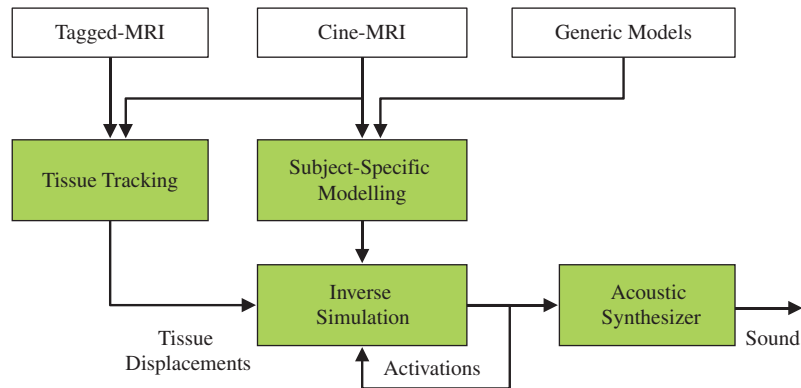 Tagged-MRI
Cine-MRI
Generic Models
Tissue Tracking
Subject-Specific
Modelling
Inverse
Simulation
Acoustic
Synthesizer
Tissue
Displacements
Activations
Sound